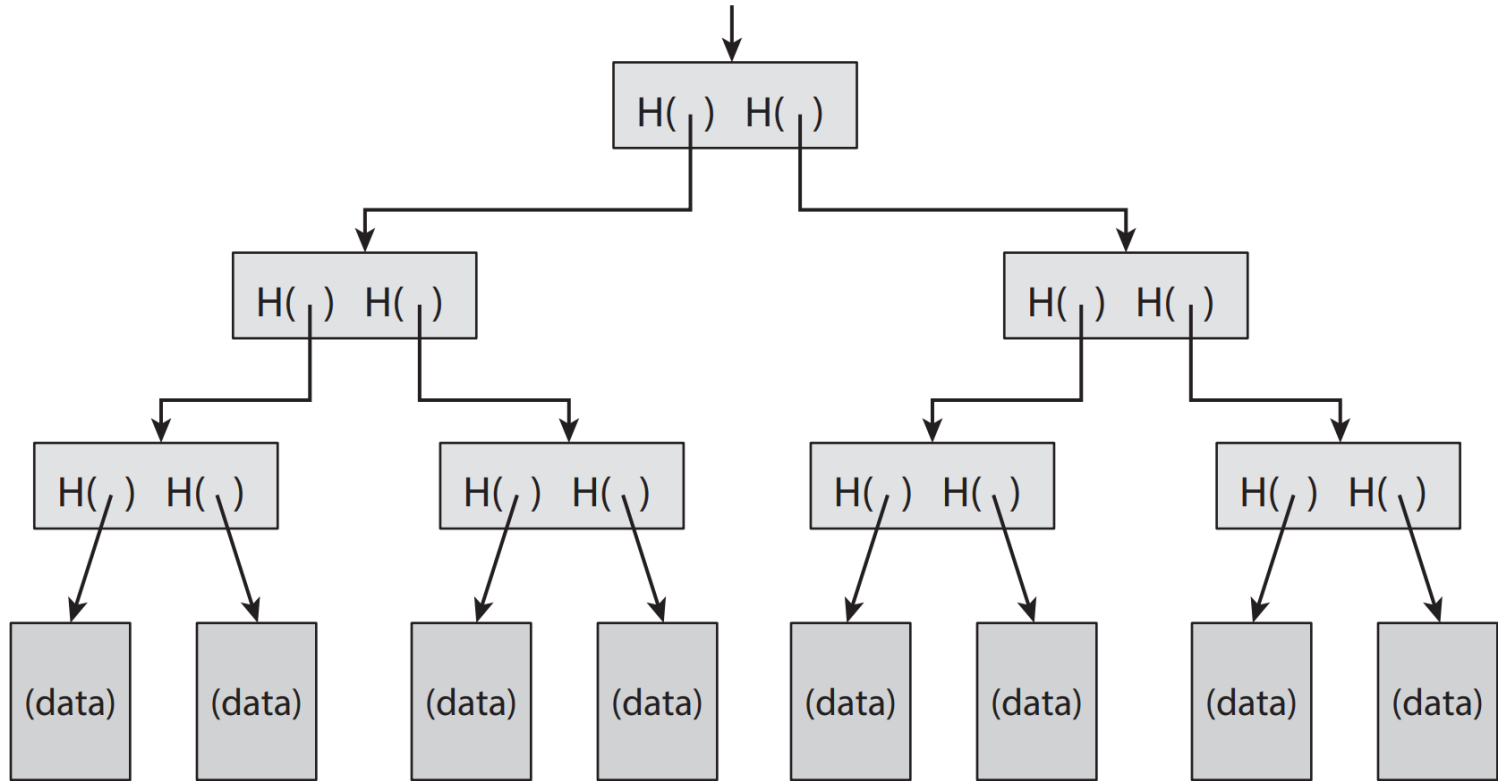 H( ) H( )
H( ) H( ) H( ) H( )
H( ) H( ) H( ) H( ) H( ) H( ) H( ) H( )
(data) (data) (data) (data) (data) (data) (data) (data)